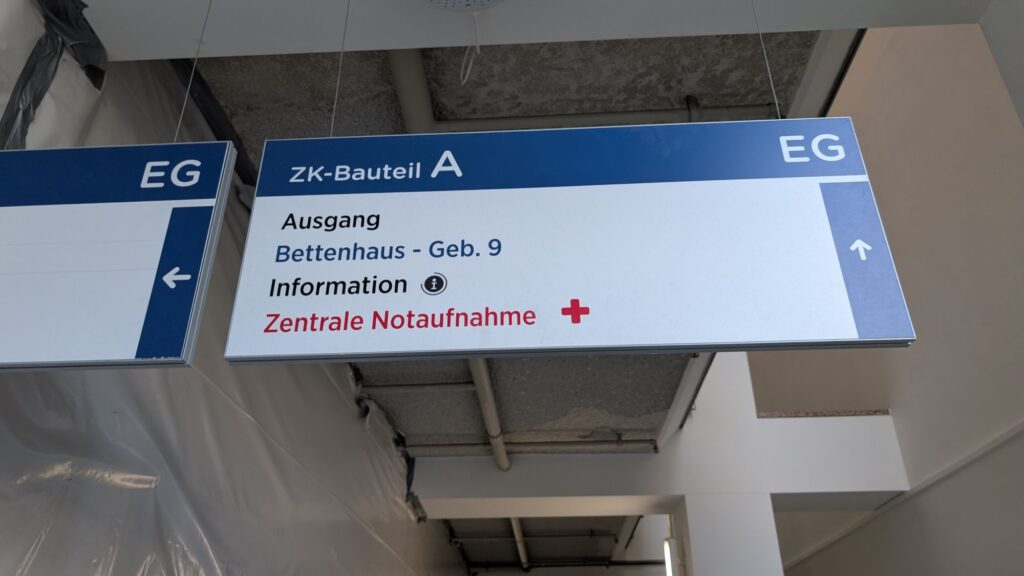 EG
ZK-Bauteil A EG
Ausgang
Bettenhaus - Geb. 9
Information i
Zentrale Notaufnahme